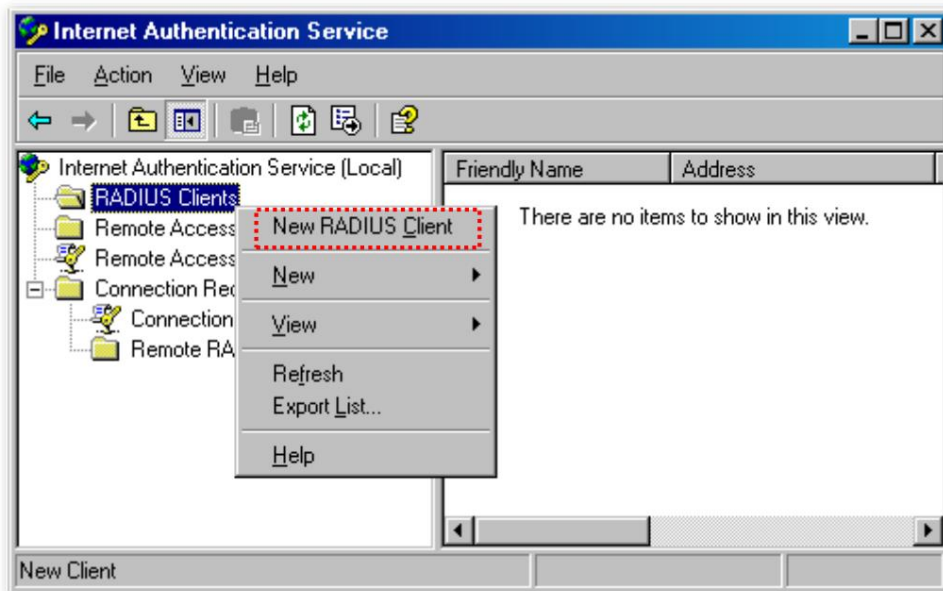 Internet Authentication Service
File Action View Help
Internet Authentication Service (Local)
RADIUS Clients
Remote Access
Remote Access
Connection Rec
Connection
Remote RA
Friendly Name Address
There are no items to show in this view.
New RADIUS Client
New
View
Refresh
Export List...
Help
New Client